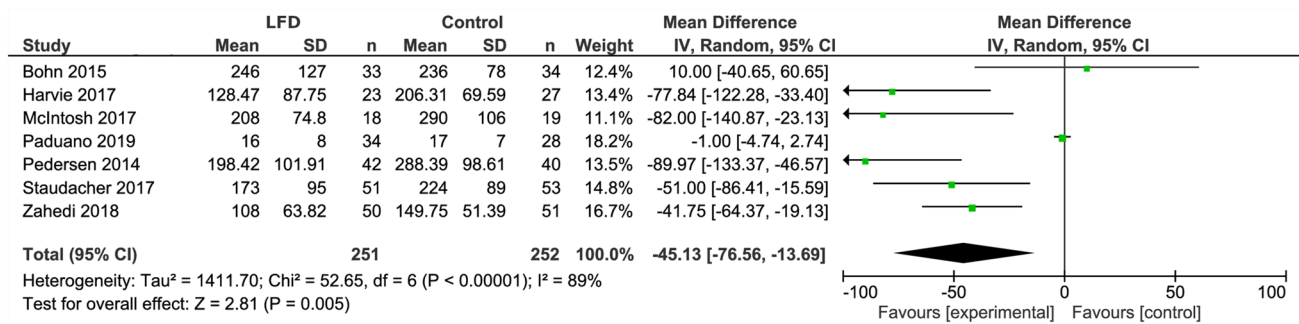 LFD Control Mean Difference Mean Difference
Study Mean SD n Mean SD n Weight IV, Random, 95% CI IV, Random, 95% CI
Bohn 2015 246 127 33 236 78 34 12.4% 10.00 [-40.65, 60.65]
Harvie 2017 128.47 87.75 23 206.31 69.59 27 13.4% -77.84 [-122.28, -33.40]
McIntosh 2017 208 74.8 18 290 106 19 11.1% -82.00 [-140.87, -23.13]
Paduano 2019 16 8 34 17 7 28 18.2% -1.00 [-4.74, 2.74]
Pedersen 2014 198.42 101.91 42 288.39 98.61 40 13.5% -89.97 [-133.37, -46.57]
Staudacher 2017 173 95 51 224 89 53 14.8% -51.00 [-86.41, -15.59]
Zahedi 2018 108 63.82 50 149.75 51.39 51 16.7% -41.75 [-64.37, -19.13]
Total (95% CI) 251 252 100.0% -45.13 [-76.56, -13.69]
Heterogeneity: Tau² = 1411.70; Chi² = 52.65, df = 6 (P < 0.00001); I² = 89%
Test for overall effect: Z = 2.81 (P = 0.005)
-100 -50 0 50 100
Favours [experimental] Favours [control]